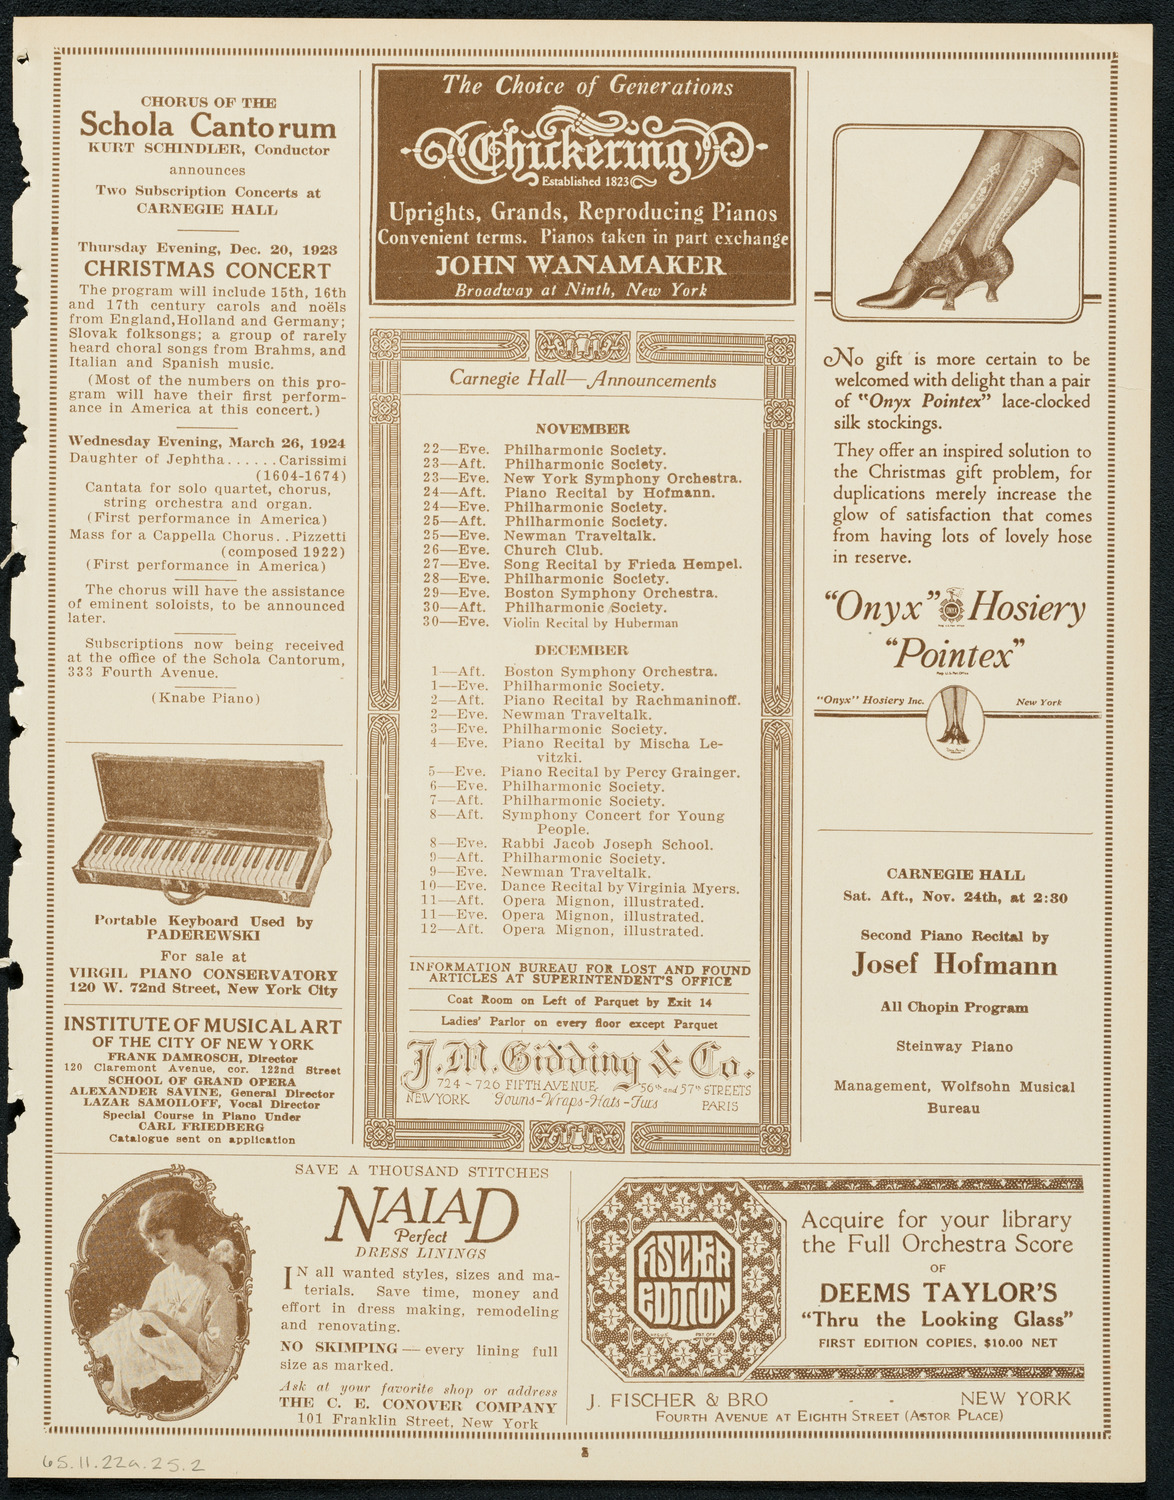 CHORUS OF THE
Schola Cantorum
KURT SCHINDLER, Conductor
announces
Two Subscription Concerts at
CARNEGIE HALL
Thursday Evening, Dec. 20, 1923
CHRISTMAS CONCERT
The program will include 15th, 16th
and 17th century carols and noëls
from England, Holland and Germany;
Slovak folksongs; a group of rarely
heard choral songs from Brahms, and
Italian and Spanish music.
(Most of the numbers on this pro-
gram will have their first perform-
ance in America at this concert.)
Wednesday Evening, March 26, 1924
Daughter of Jephtha......Carissimi
(1604-1674)
Cantata for solo quartet, chorus,
string orchestra and organ.
(First performance in America)
Mass for a Cappella Chorus..Pizzetti
(composed 1922)
(First performance in America)
The chorus will have the assistance
of eminent soloists, to be announced
later.
Subscriptions now being received
at the office of the Schola Cantorum,
333 Fourth Avenue.
(Knabe Piano)
Portable Keyboard Used by
PADEREWSKI
For sale at
VIRGIL PIANO CONSERVATORY
120 W. 72nd Street, New York City
INSTITUTE OF MUSICAL ART
OF THE CITY OF NEW YORK
FRANK DAMROSCH, Director
120 Claremont Avenue, cor. 122nd Street
SCHOOL OF GRAND OPERA
ALEXANDER SAVINE, General Director
LAZAR SAMOILOFF, Vocal Director
Special Course in Piano Under
CARL FRIEDBERG
Catalogue sent on application
The Choice of Generations
Chickering
Established 1823
Uprights, Grands, Reproducing Pianos
Convenient terms. Pianos taken in part exchange
JOHN WANAMAKER
Broadway at Ninth, New York
Carnegie Hall—Announcements
NOVEMBER
22—Eve. Philharmonic Society.
23—Aft. Philharmonic Society.
23—Eve. New York Symphony Orchestra.
24—Aft. Piano Recital by Hofmann.
24—Eve. Philharmonic Society.
25—Aft. Philharmonic Society.
25—Eve. Newman Traveltalk.
26—Eve. Church Club.
27—Eve. Song Recital by Frieda Hempel.
28—Eve. Philharmonic Society.
29—Eve. Boston Symphony Orchestra.
30—Aft. Philharmonic Society.
30—Eve. Violin Recital by Huberman
DECEMBER
1—Aft. Boston Symphony Orchestra.
1—Eve. Philharmonic Society.
2—Aft. Piano Recital by Rachmaninoff.
2—Eve. Newman Traveltalk.
3—Eve. Philharmonic Society.
4—Eve. Piano Recital by Mischa Le-
vitzki.
5—Eve. Piano Recital by Percy Grainger.
6—Eve. Philharmonic Society.
7—Aft. Philharmonic Society.
8—Aft. Symphony Concert for Young
People.
8—Eve. Rabbi Jacob Joseph School.
9—Aft. Philharmonic Society.
9—Eve. Newman Traveltalk.
10—Eve. Dance Recital by Virginia Myers.
11—Aft. Opera Mignon, illustrated.
11—Eve. Opera Mignon, illustrated.
12—Aft. Opera Mignon, illustrated.
INFORMATION BUREAU FOR LOST AND FOUND
ARTICLES AT SUPERINTENDENT'S OFFICE
Coat Room on Left of Parquet by Exit 14
Ladies' Parlor on every floor except Parquet
J.M. Gidding & Co.
724 ~ 726 FIFTH AVENUE 56th and 57th STREETS
NEW YORK Gowns-Wraps-Hats-Furs PARIS
No gift is more certain to be
welcomed with delight than a pair
of "Onyx Pointex" lace-clocked
silk stockings.
They offer an inspired solution to
the Christmas gift problem, for
duplications merely increase the
glow of satisfaction that comes
from having lots of lovely hose
in reserve.
"Onyx" Hosiery
"Pointex"
"Onyx" Hosiery Inc. New York
CARNEGIE HALL
Sat. Aft., Nov. 24th, at 2:30
Second Piano Recital by
Josef Hofmann
All Chopin Program
Steinway Piano
Management, Wolfsohn Musical
Bureau
SAVE A THOUSAND STITCHES
NAIAD
Perfect
DRESS LININGS
IN all wanted styles, sizes and ma-
terials. Save time, money and
effort in dress making, remodeling
and renovating.
NO SKIMPING—every lining full
size as marked.
Ask at your favorite shop or address
THE C. E. CONOVER COMPANY
101 Franklin Street, New York
FISCHER
EDITION
Acquire for your library
the Full Orchestra Score
OF
DEEMS TAYLOR'S
"Thru the Looking Glass"
FIRST EDITION COPIES, $10.00 NET
J. FISCHER & BRO - - NEW YORK
FOURTH AVENUE AT EIGHTH STREET (ASTOR PLACE)
65.11.22a.25.2